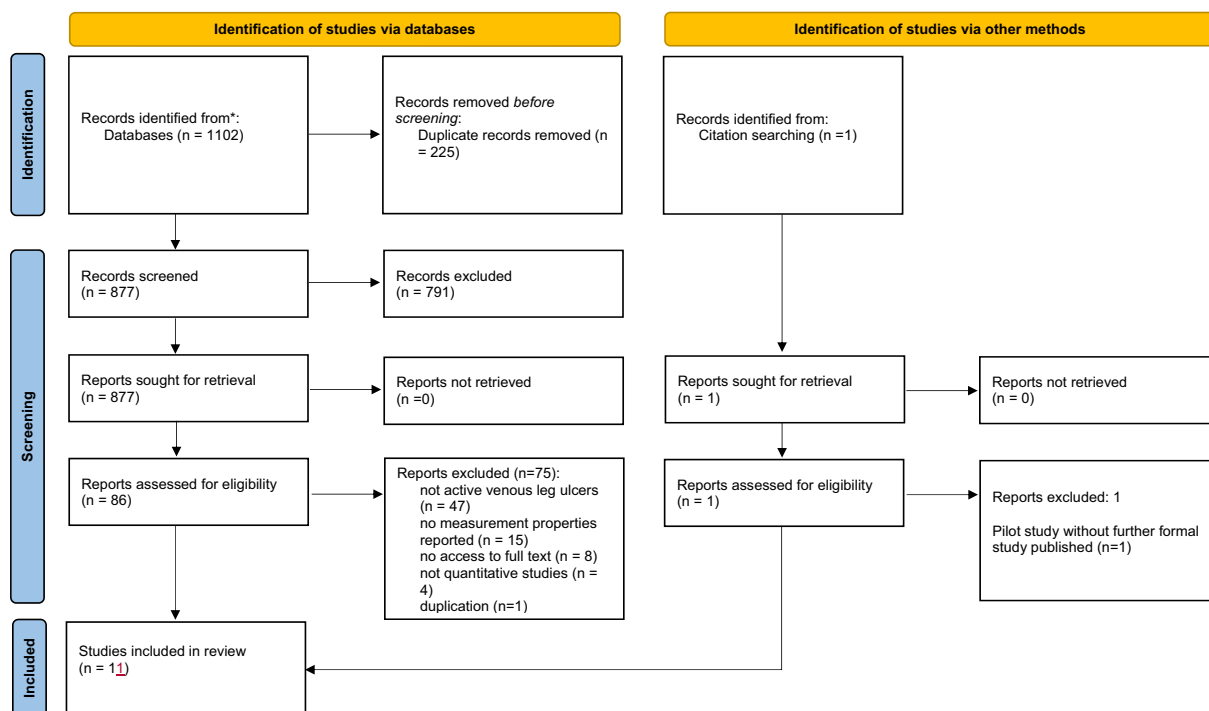 Identification of studies via databases
Identification of studies via other methods
Identification
Records identified from*:
Databases (n = 1102)
Records removed before
screening:
Duplicate records removed (n
= 225)
Records identified from:
Citation searching (n =1)
Screening
Records screened
(n = 877)
Records excluded
(n = 791)
Reports sought for retrieval
(n = 877)
Reports not retrieved
(n =0)
Reports sought for retrieval
(n = 1)
Reports not retrieved
(n = 0)
Reports assessed for eligibility
(n = 86)
Reports excluded (n=75):
not active venous leg ulcers
(n = 47)
no measurement properties
reported (n = 15)
no access to full text (n = 8)
not quantitative studies (n =
4)
duplication (n=1)
Reports assessed for eligibility
(n = 1)
Reports excluded: 1
Pilot study without further formal
study published (n=1)
Included
Studies included in review
(n = 11)